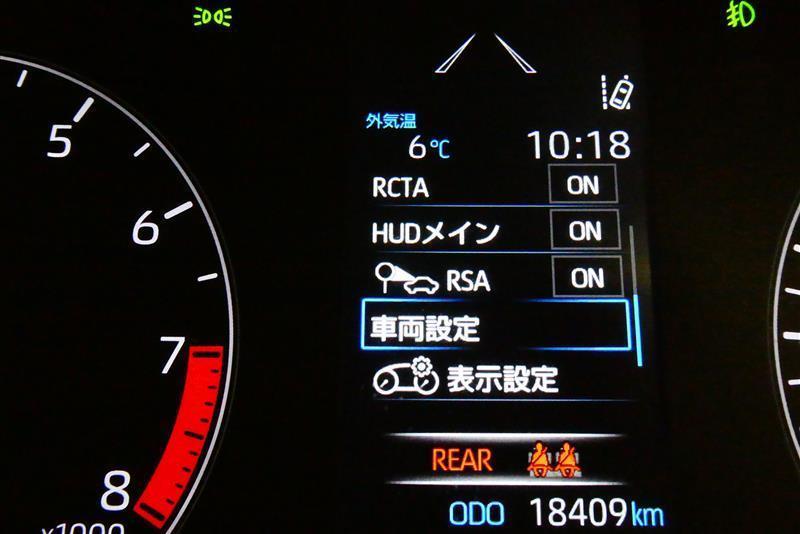 外気温
6℃ 10:18
RCTA ON
HUDメイン ON
RSA ON
車両設定
表示設定
REAR
ODO 18409km
5
6
7
8
x1000